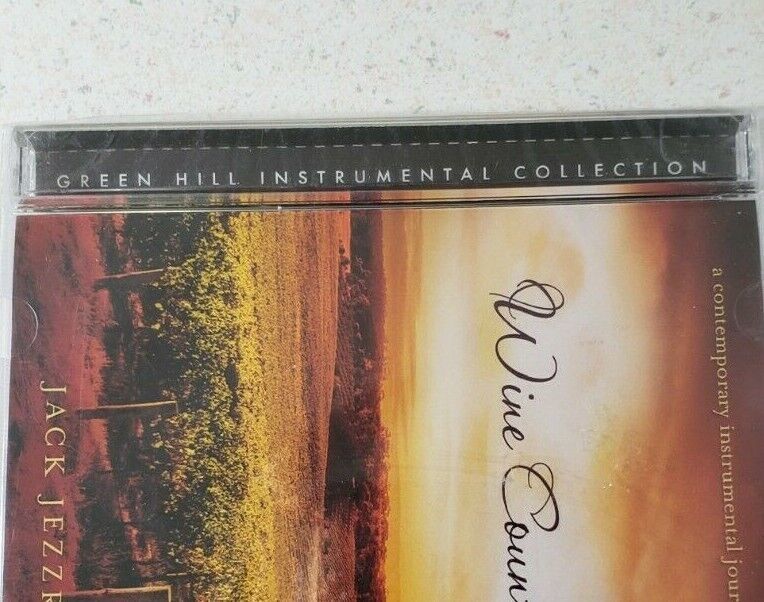 GREEN HILL INSTRUMENTAL COLLECTION
a contemporary instrumental jour
Wine Coun
JACK JEZZR